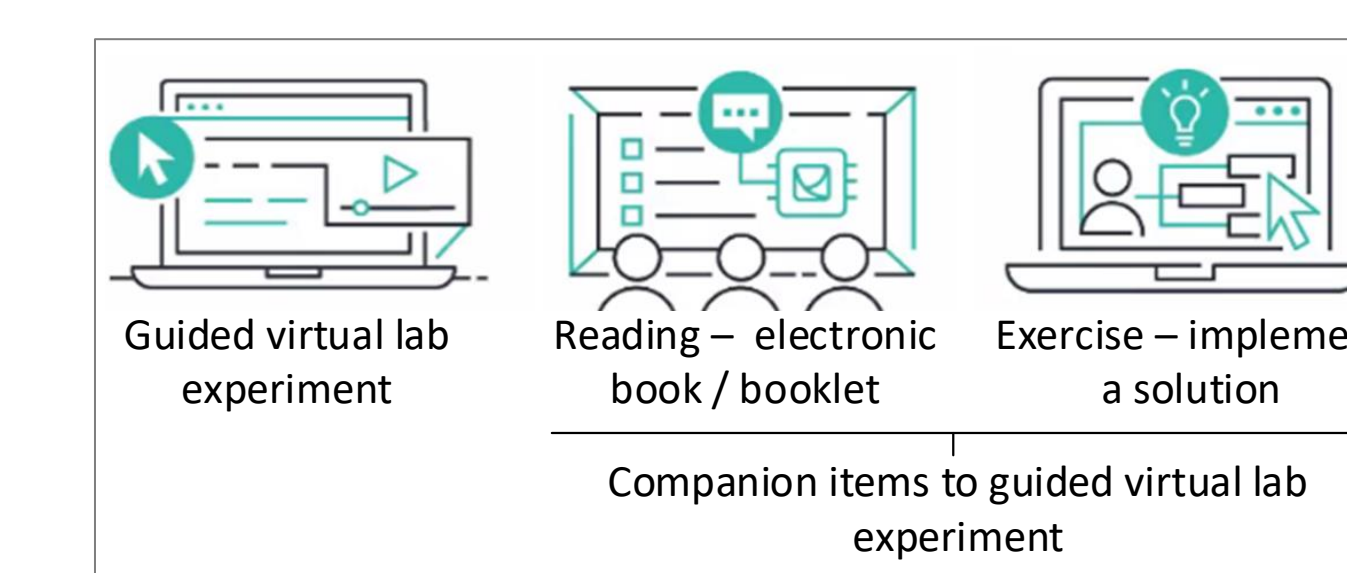 Guided virtual lab
experiment
Reading – electronic
book / booklet
Exercise – impleme
a solution
Companion items to guided virtual lab
experiment